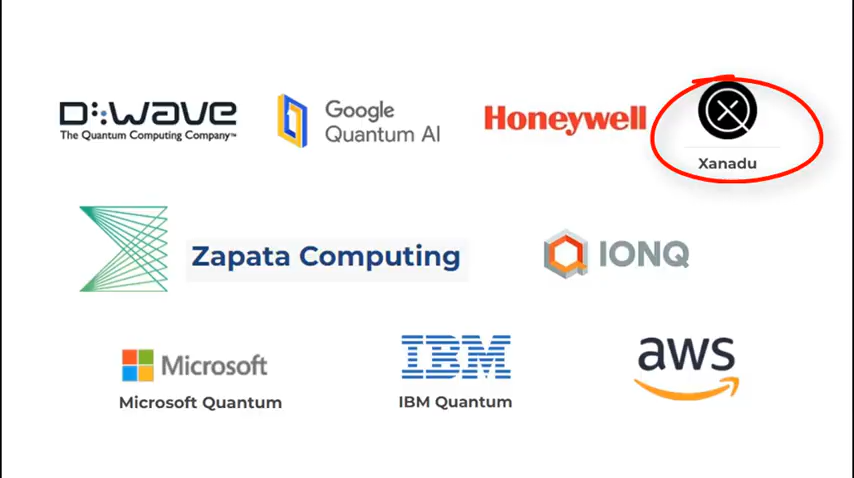 D:wave
The Quantum Computing Company™
Google
Quantum AI
Honeywell
Xanadu
Zapata Computing
IONQ
Microsoft
Microsoft Quantum
IBM
IBM Quantum
aws